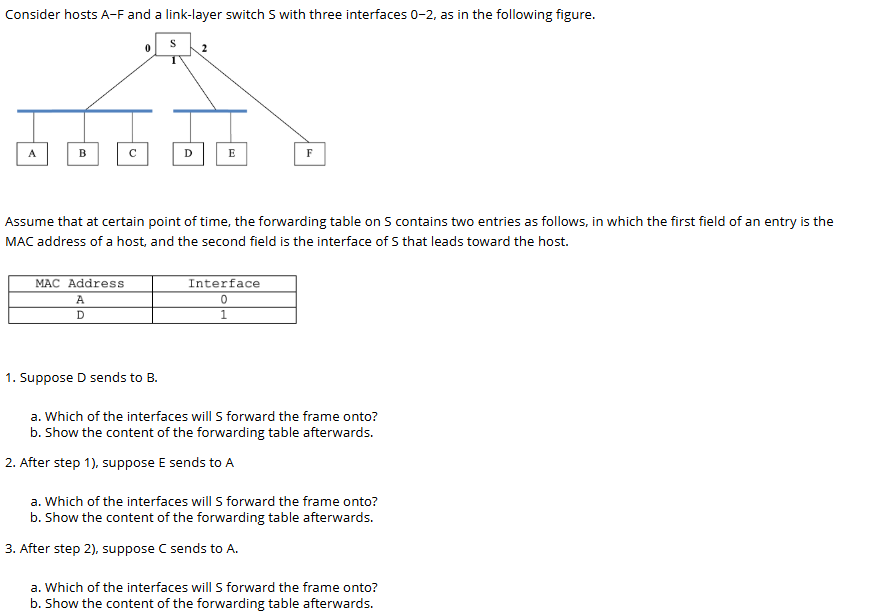 Consider hosts A–F and a link-layer switch S with three interfaces 0–2, as in the following figure.
S
0
2
1
A B C D E F
Assume that at certain point of time, the forwarding table on S contains two entries as follows, in which the first field of an entry is the
MAC address of a host, and the second field is the interface of S that leads toward the host.
MAC Address Interface
A 0
D 1
1. Suppose D sends to B.
a. Which of the interfaces will S forward the frame onto?
b. Show the content of the forwarding table afterwards.
2. After step 1), suppose E sends to A
a. Which of the interfaces will S forward the frame onto?
b. Show the content of the forwarding table afterwards.
3. After step 2), suppose C sends to A.
a. Which of the interfaces will S forward the frame onto?
b. Show the content of the forwarding table afterwards.